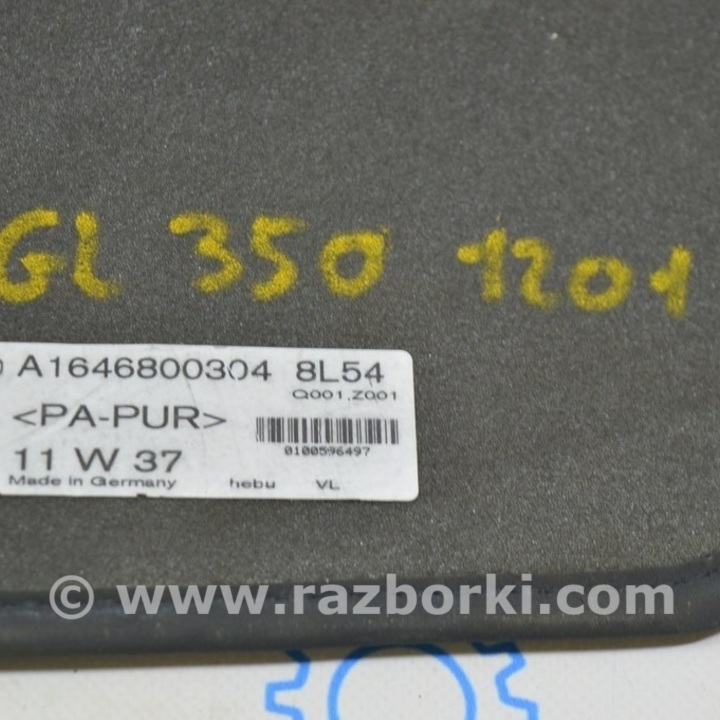 GL 350 1201
A1646800304 8L54
Q001,Z001
<PA-PUR>
0100596497
11 W 37
Made in Germany hebu VL
© www.razborki.com